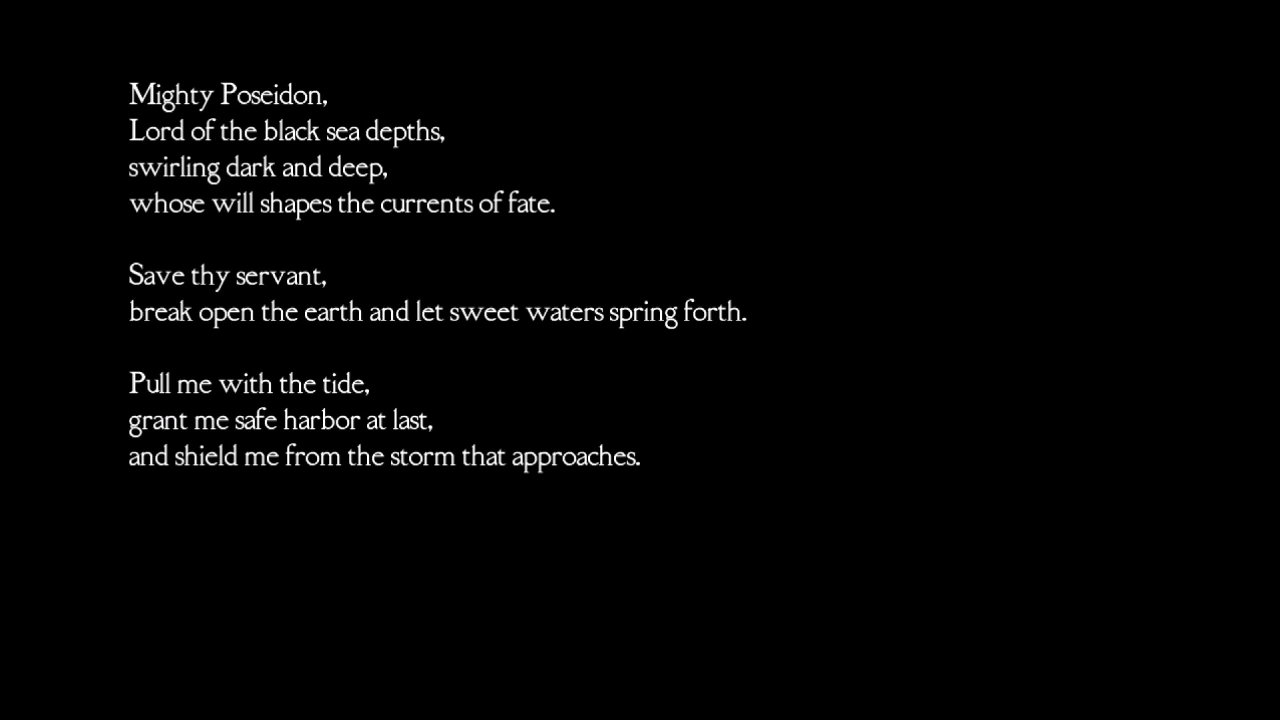 Mighty Poseidon,
Lord of the black sea depths,
swirling dark and deep,
whose will shapes the currents of fate.
Save thy servant,
break open the earth and let sweet waters spring forth.
Pull me with the tide,
grant me safe harbor at last,
and shield me from the storm that approaches.